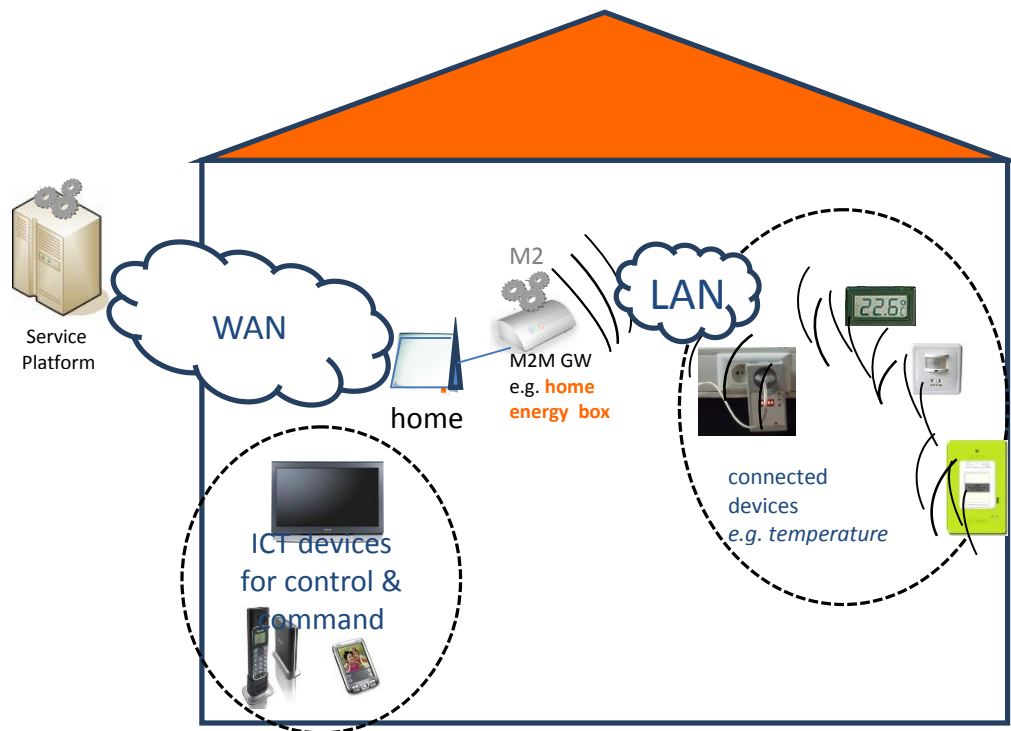 M2
LAN
22.6°
WAN
Service
Platform
M2M GW
e.g. home
energy box
home
connected
devices
e.g. temperature
ICT devices
for control &
command